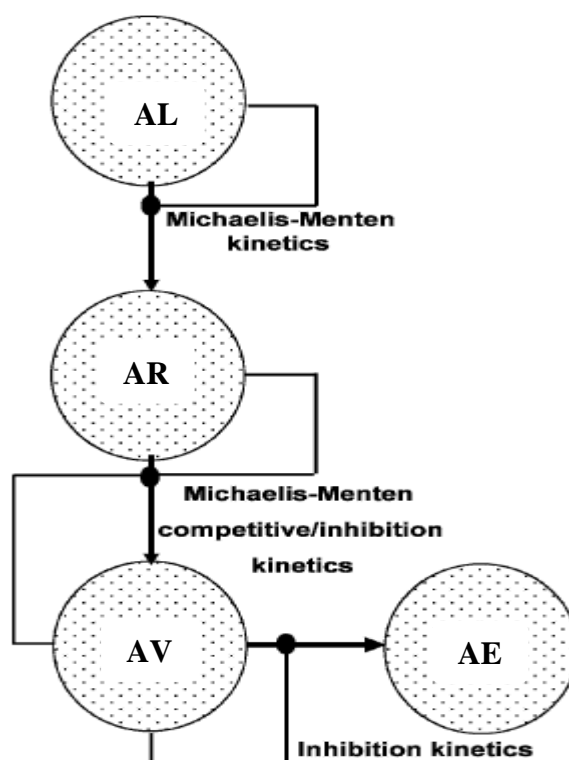 AL
Michaelis-Menten
kinetics
AR
Michaelis-Menten
competitive/inhibition
kinetics
AV
AE
Inhibition kinetics